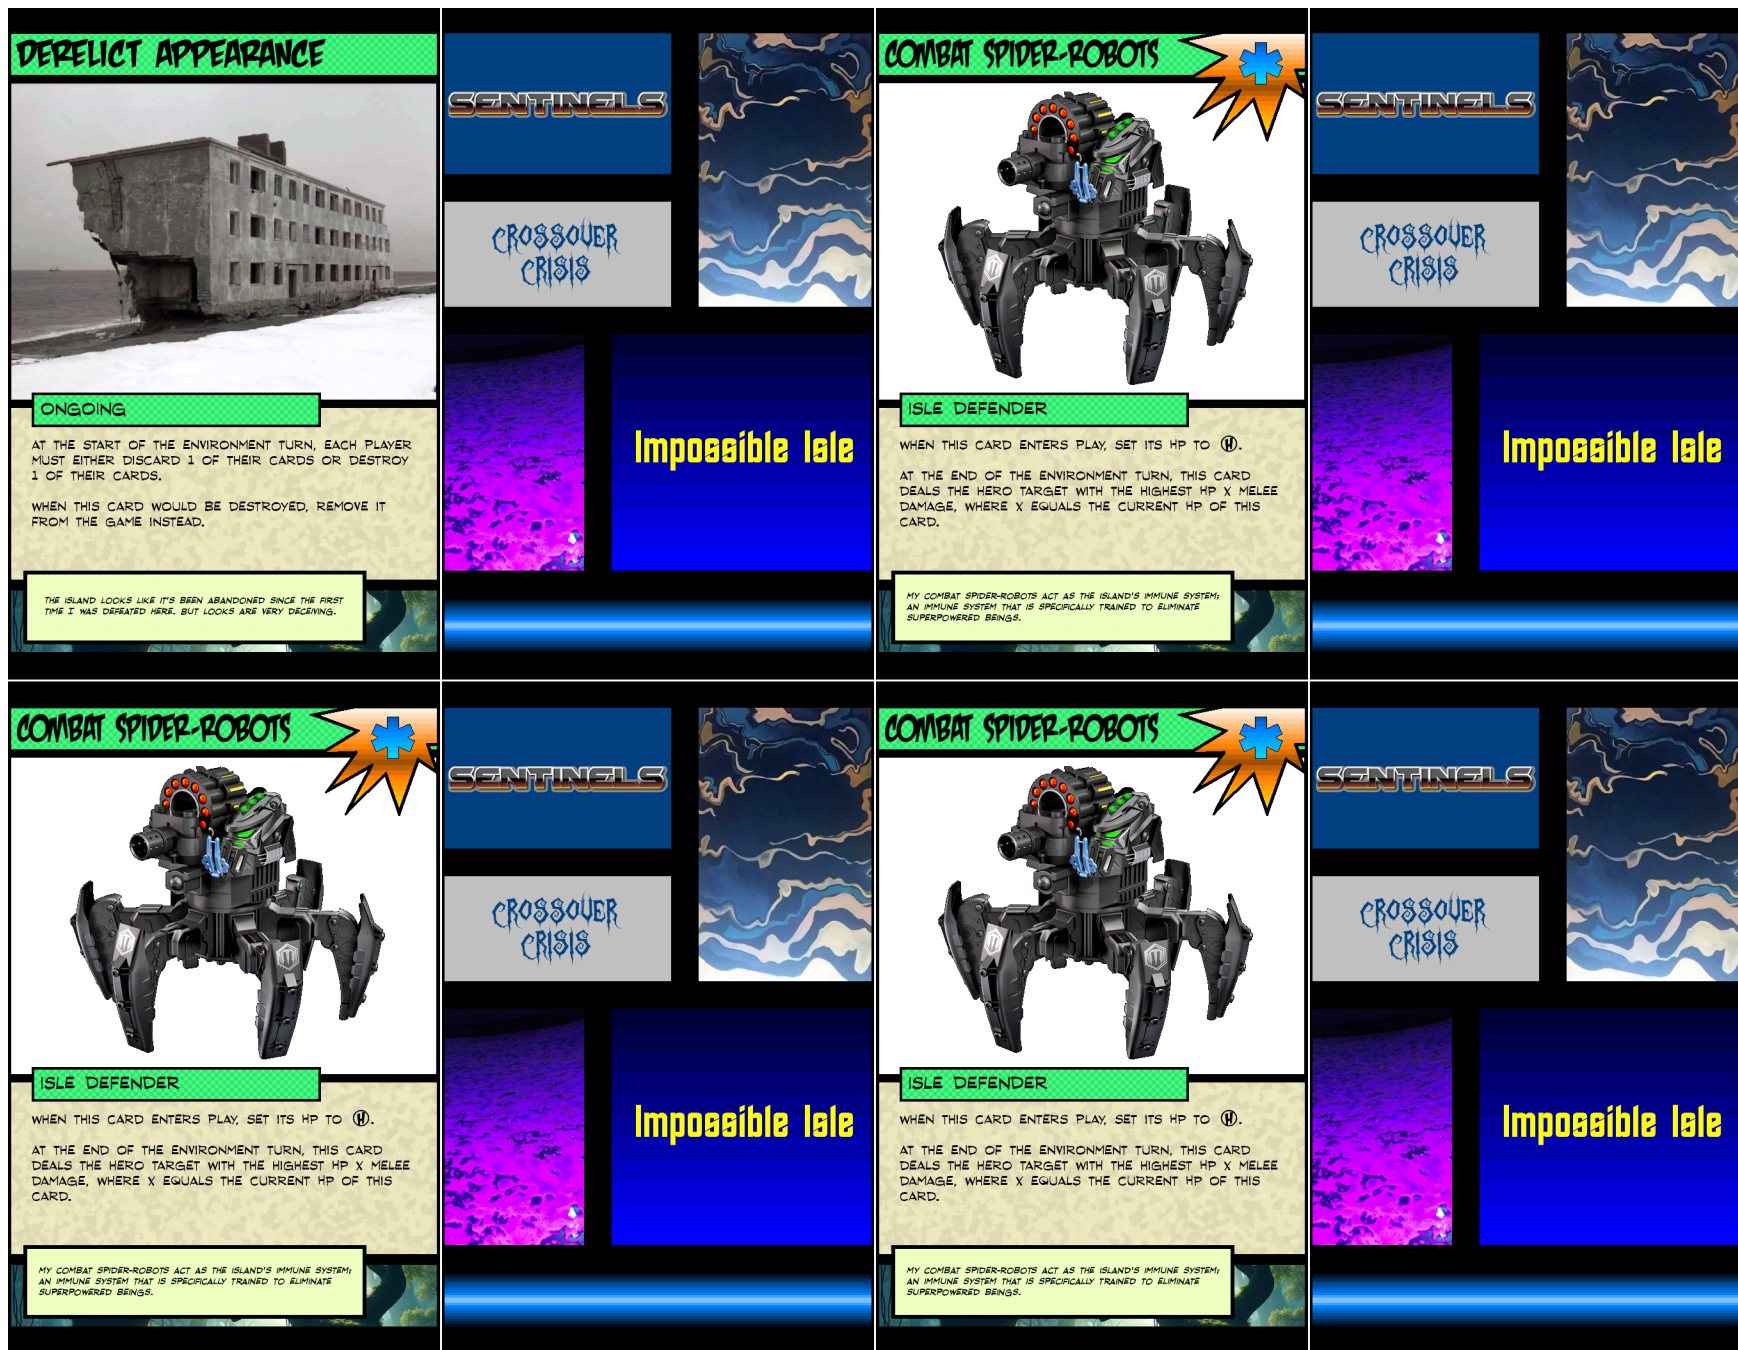 DERELICT APPEARANCE
ONGOING
AT THE START OF THE ENVIRONMENT TURN, EACH PLAYER
MUST EITHER DISCARD 1 OF THEIR CARDS OR DESTROY
1 OF THEIR CARDS.
WHEN THIS CARD WOULD BE DESTROYED, REMOVE IT
FROM THE GAME INSTEAD.
THE ISLAND LOOKS LIKE IT'S BEEN ABANDONED SINCE THE FIRST
TIME I WAS DEFEATED HERE. BUT LOOKS ARE VERY DECEIVING.
SENTINELS
CROSSOVER
CRISIS
Impossible Isle
COMBAT SPIDER-ROBOTS
ISLE DEFENDER
WHEN THIS CARD ENTERS PLAY, SET ITS HP TO Ⓗ.
AT THE END OF THE ENVIRONMENT TURN, THIS CARD
DEALS THE HERO TARGET WITH THE HIGHEST HP X MELEE
DAMAGE, WHERE X EQUALS THE CURRENT HP OF THIS
CARD.
MY COMBAT SPIDER-ROBOTS ACT AS THE ISLAND'S IMMUNE SYSTEM;
AN IMMUNE SYSTEM THAT IS SPECIFICALLY TRAINED TO ELIMINATE
SUPERPOWERED BEINGS.
SENTINELS
CROSSOVER
CRISIS
Impossible Isle
COMBAT SPIDER-ROBOTS
ISLE DEFENDER
WHEN THIS CARD ENTERS PLAY, SET ITS HP TO Ⓗ.
AT THE END OF THE ENVIRONMENT TURN, THIS CARD
DEALS THE HERO TARGET WITH THE HIGHEST HP X MELEE
DAMAGE, WHERE X EQUALS THE CURRENT HP OF THIS
CARD.
MY COMBAT SPIDER-ROBOTS ACT AS THE ISLAND'S IMMUNE SYSTEM;
AN IMMUNE SYSTEM THAT IS SPECIFICALLY TRAINED TO ELIMINATE
SUPERPOWERED BEINGS.
SENTINELS
CROSSOVER
CRISIS
Impossible Isle
COMBAT SPIDER-ROBOTS
ISLE DEFENDER
WHEN THIS CARD ENTERS PLAY, SET ITS HP TO Ⓗ.
AT THE END OF THE ENVIRONMENT TURN, THIS CARD
DEALS THE HERO TARGET WITH THE HIGHEST HP X MELEE
DAMAGE, WHERE X EQUALS THE CURRENT HP OF THIS
CARD.
MY COMBAT SPIDER-ROBOTS ACT AS THE ISLAND'S IMMUNE SYSTEM;
AN IMMUNE SYSTEM THAT IS SPECIFICALLY TRAINED TO ELIMINATE
SUPERPOWERED BEINGS.
SENTINELS
CROSSOVER
CRISIS
Impossible Isle